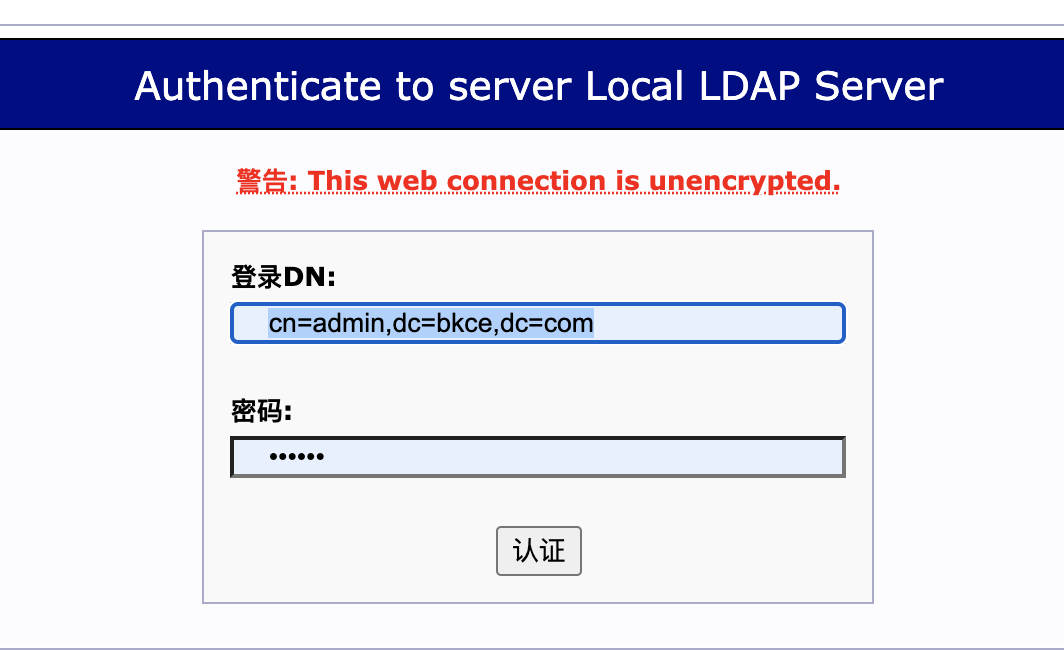 Authenticate to server Local LDAP Server
警告: This web connection is unencrypted.
登录DN:
cn=admin,dc=bkce,dc=com
密码:
••••••
认证